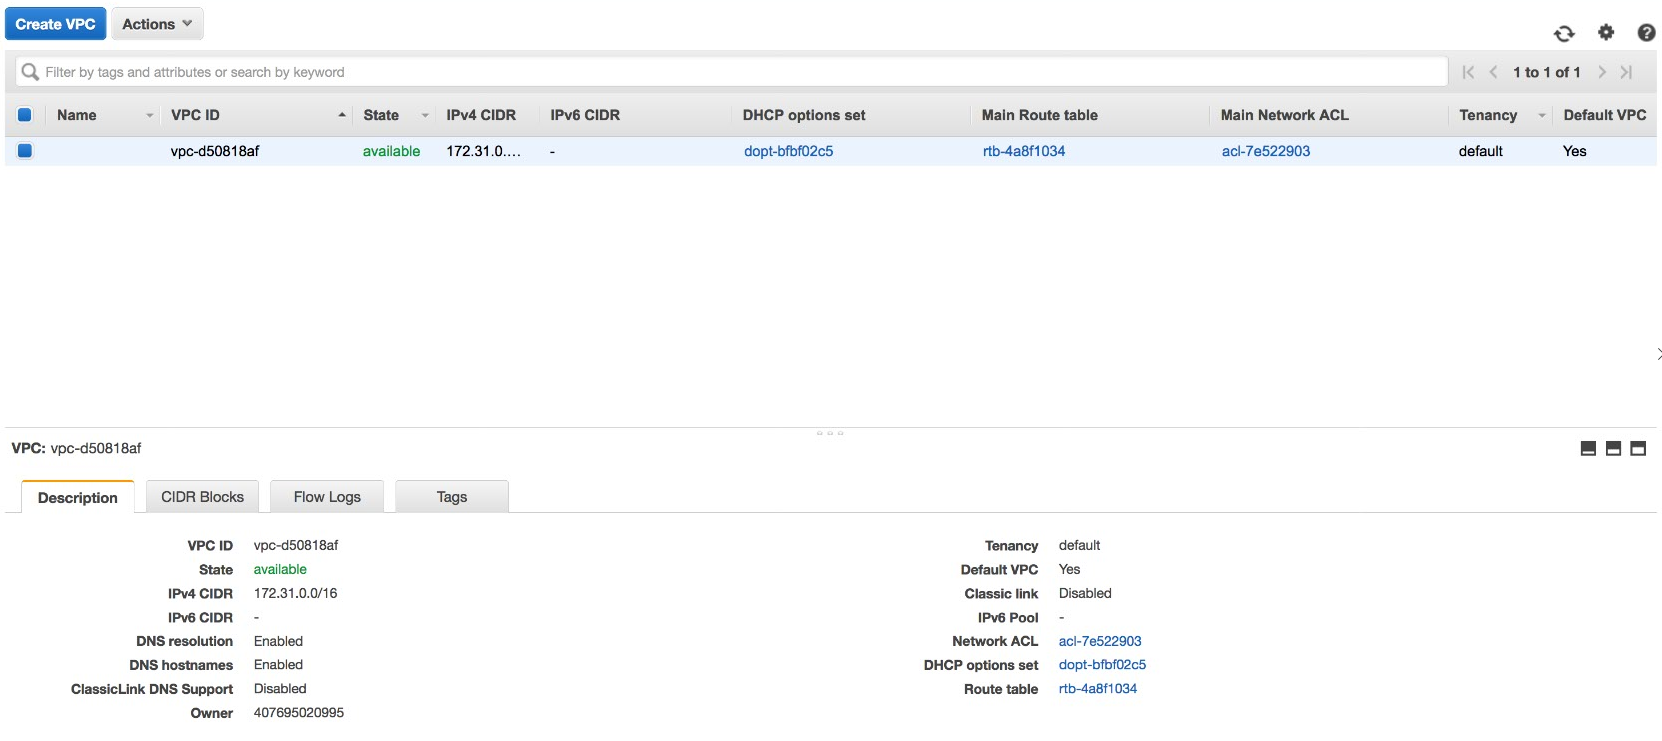 Create VPC Actions
Filter by tags and attributes or search by keyword 1 to 1 of 1
Name VPC ID State IPv4 CIDR IPv6 CIDR DHCP options set Main Route table Main Network ACL Tenancy Default VPC
vpc-d50818af available 172.31.0.... - dopt-bfbf02c5 rtb-4a8f1034 acl-7e522903 default Yes
VPC: vpc-d50818af
Description CIDR Blocks Flow Logs Tags
VPC ID vpc-d50818af
State available
IPv4 CIDR 172.31.0.0/16
IPv6 CIDR -
DNS resolution Enabled
DNS hostnames Enabled
ClassicLink DNS Support Disabled
Owner 407695020995
Tenancy default
Default VPC Yes
Classic link Disabled
IPv6 Pool -
Network ACL acl-7e522903
DHCP options set dopt-bfbf02c5
Route table rtb-4a8f1034